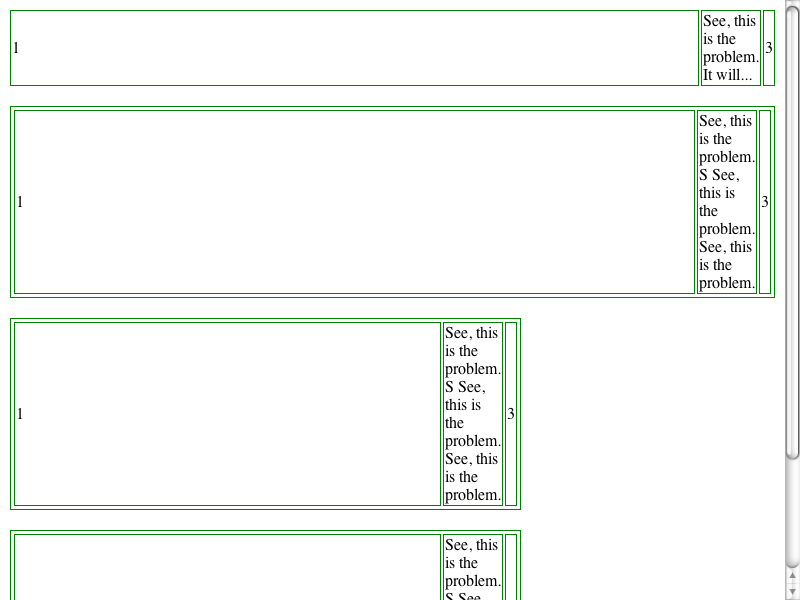 See, this
is the
1 problem. 3
It will...
See, this
is the
problem.
S See,
this is
1 the 3
problem.
See, this
is the
problem.
See, this
is the
problem.
S See,
this is
1 the 3
problem.
See, this
is the
problem.
See, this
is the
problem.
S See